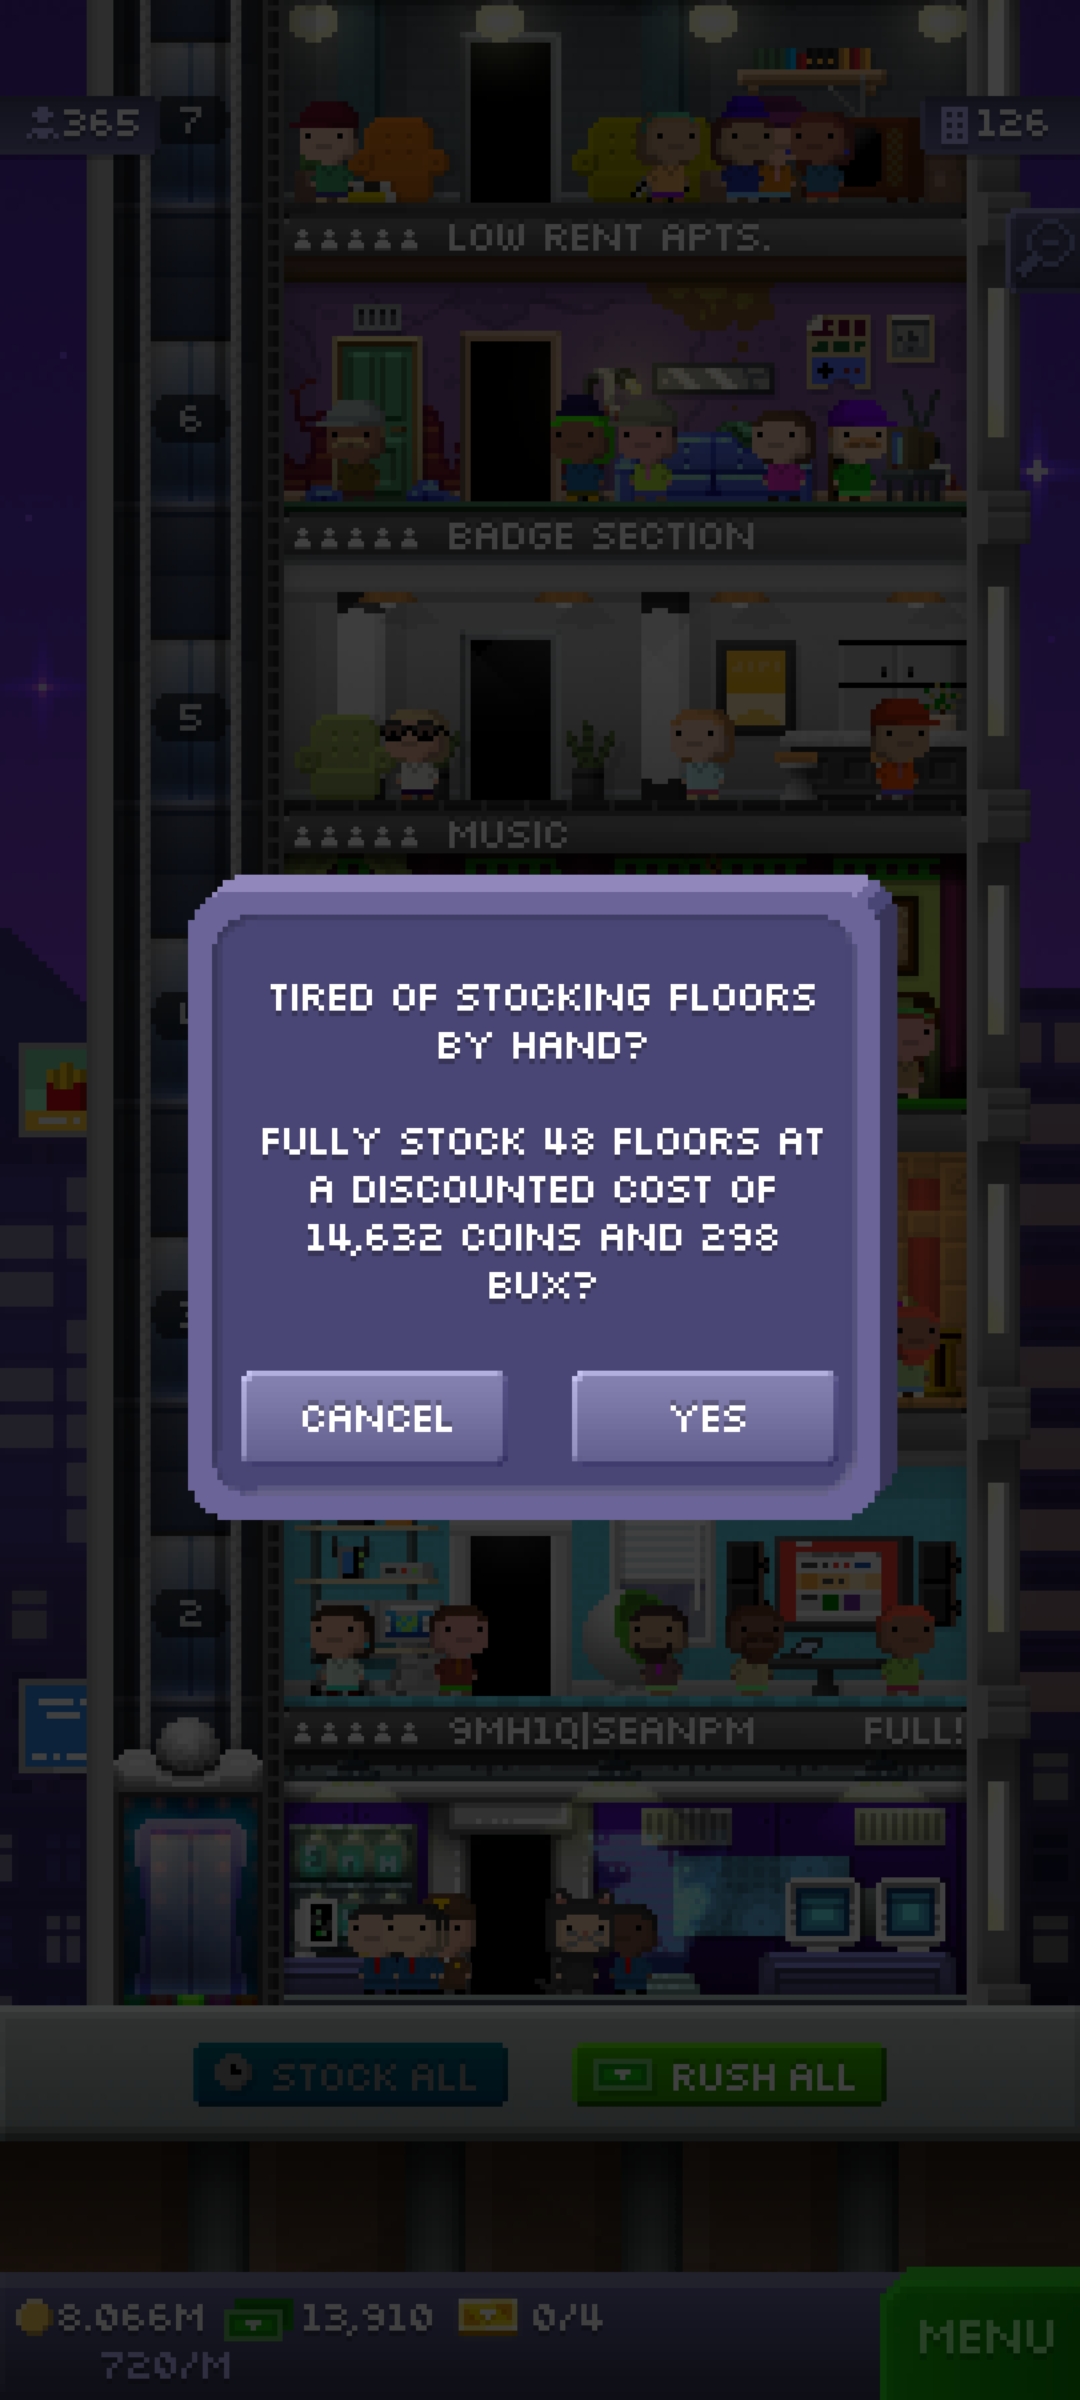 365
7
126
LOW RENT APTS.
6
BADGE SECTION
5
MUSIC
TIRED OF STOCKING FLOORS
BY HAND?
FULLY STOCK 48 FLOORS AT
A DISCOUNTED COST OF
14,632 COINS AND 298
BUX?
CANCEL
YES
2
9MH1Q|SEANPM
FULL!
STOCK ALL
RUSH ALL
8.066M
13,910
0/4
720/M
MENU